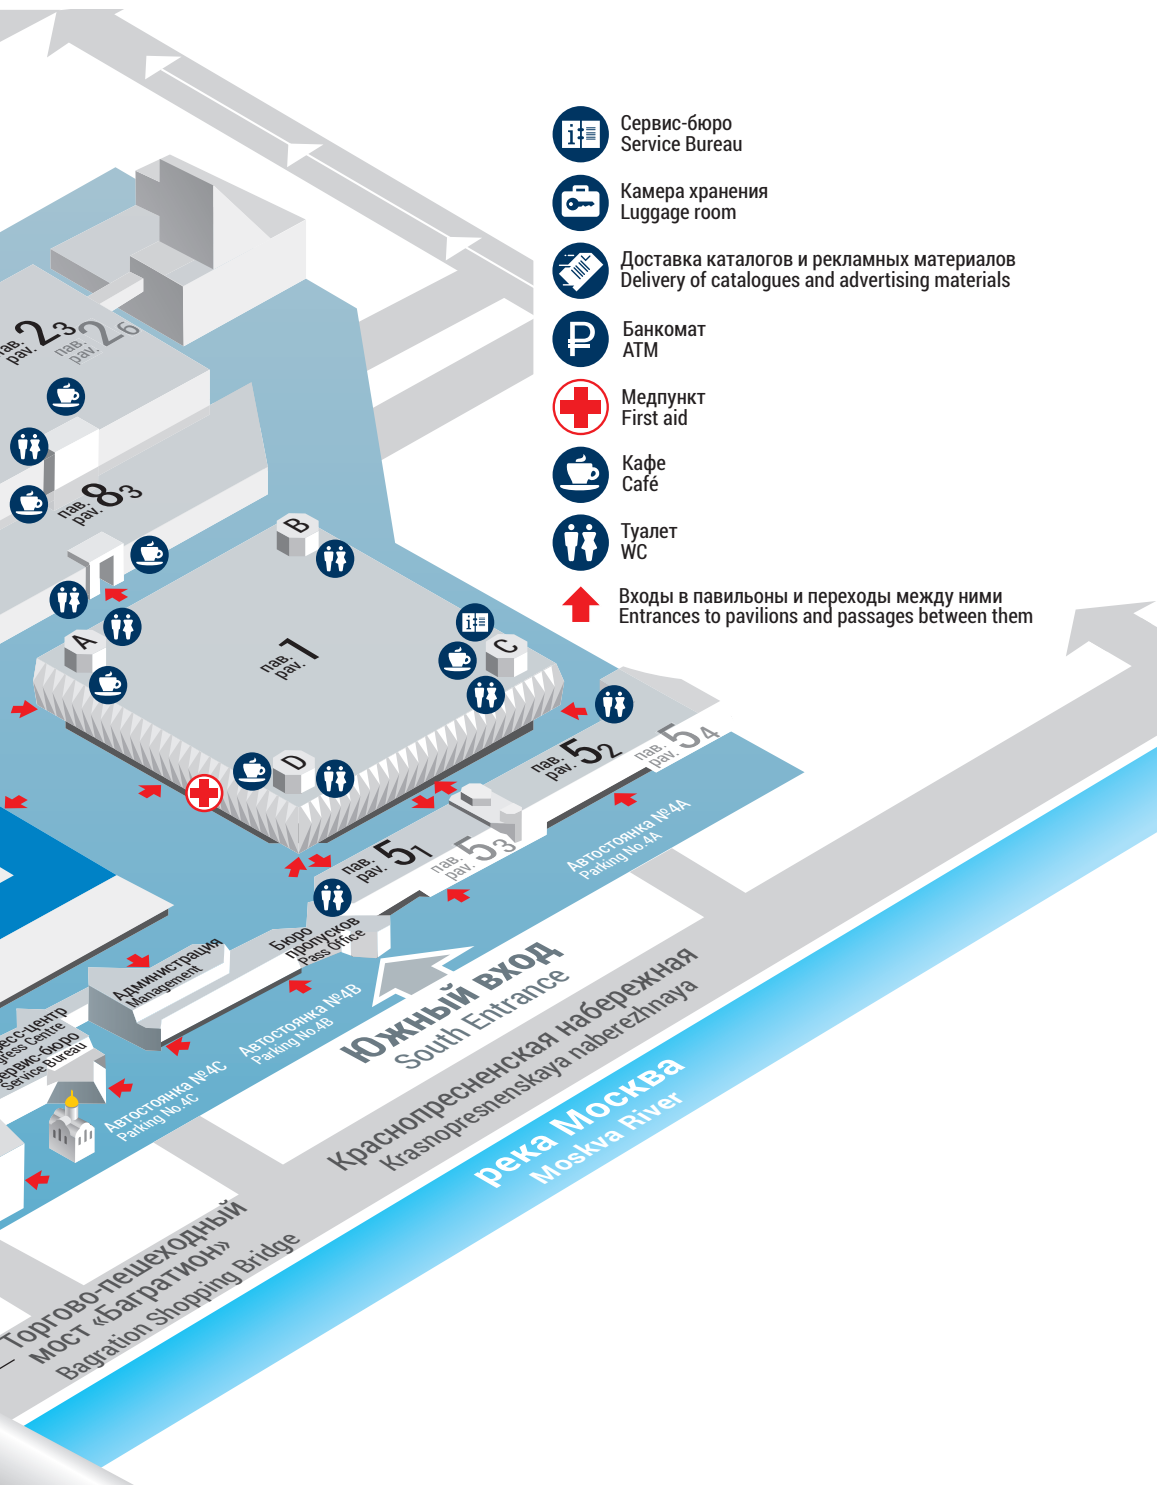 Сервис-бюро
Service Bureau
Камера хранения
Luggage room
Доставка каталогов и рекламных материалов
Delivery of catalogues and advertising materials
Банкомат
ATM
Медпункт
First aid
Кафе
Café
Туалет
WC
Входы в павильоны и переходы между ними
Entrances to pavilions and passages between them
pav. 2 3
пав.
pav. 2 6
пав.
pav. 8 3
B
A
C
D
пав.
pav. 1
пав.
pav. 5 2
пав.
pav. 5 4
пав.
pav. 5 1
пав.
pav. 5 3
Автостоянка №4А
Parking No.4A
Бюро
пропусков
Pass Office
Администрация
Management
Centre
Service Bureau
Автостоянка №4В
Parking No.4B
Автостоянка №4С
Parking No.4C
Южный вход
South Entrance
Краснопресненская набережная
Krasnopresnenskaya naberezhnaya
река Москва
Moskva River
Торгово-пешеходный
мост «Багратион»
Bagration Shopping Bridge